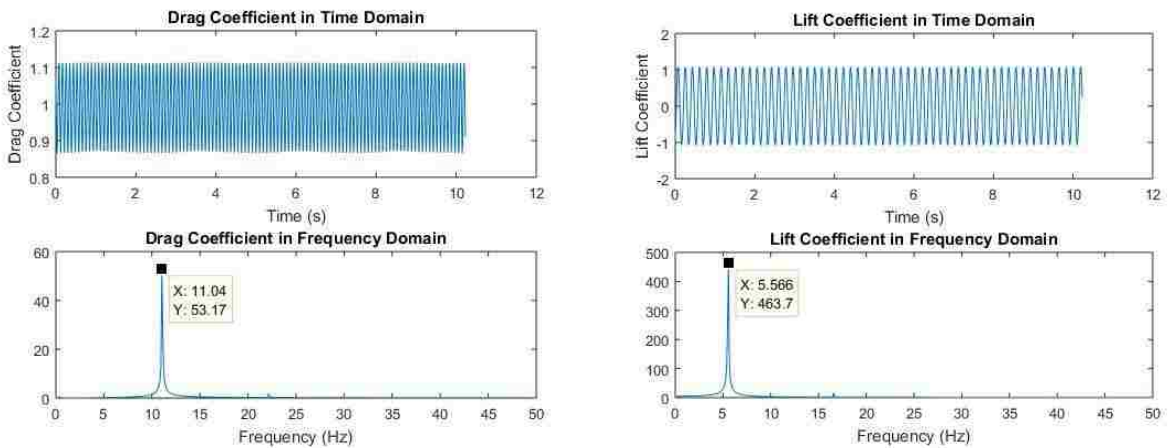 Drag Coefficient in Time Domain
1.2
1.1
1
0.9
0.8
Drag Coefficient
0 2 4 6 8 10 12
Time (s)
Lift Coefficient in Time Domain
2
1
0
-1
-2
Lift Coefficient
0 2 4 6 8 10 12
Time (s)
Drag Coefficient in Frequency Domain
60
40
20
0
X: 11.04
Y: 53.17
0 5 10 15 20 25 30 35 40 45 50
Frequency (Hz)
Lift Coefficient in Frequency Domain
500
400
300
200
100
0
X: 5.566
Y: 463.7
0 5 10 15 20 25 30 35 40 45 50
Frequency (Hz)